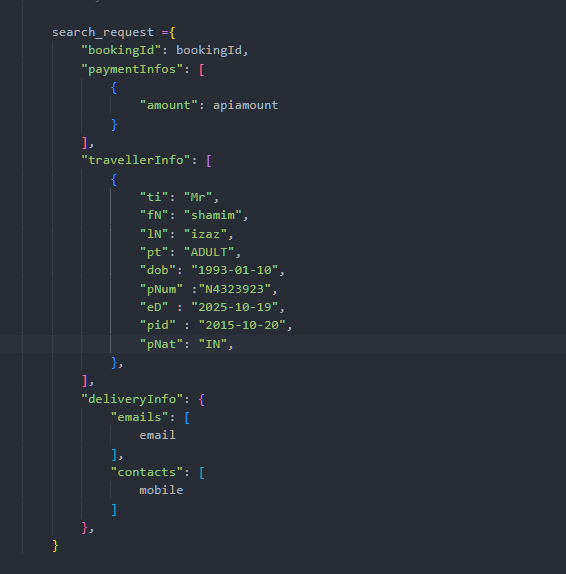 search_request ={
"bookingId": bookingId,
"paymentInfos": [
{
"amount": apiamount
}
],
"travellerInfo": [
{
"ti": "Mr",
"fN": "shamim",
"lN": "izaz",
"pt": "ADULT",
"dob": "1993-01-10",
"pNum" :"N4323923",
"eD" : "2025-10-19",
"pid" : "2015-10-20",
"pNat": "IN",
},
],
"deliveryInfo": {
"emails": [
email
],
"contacts": [
mobile
]
},
}